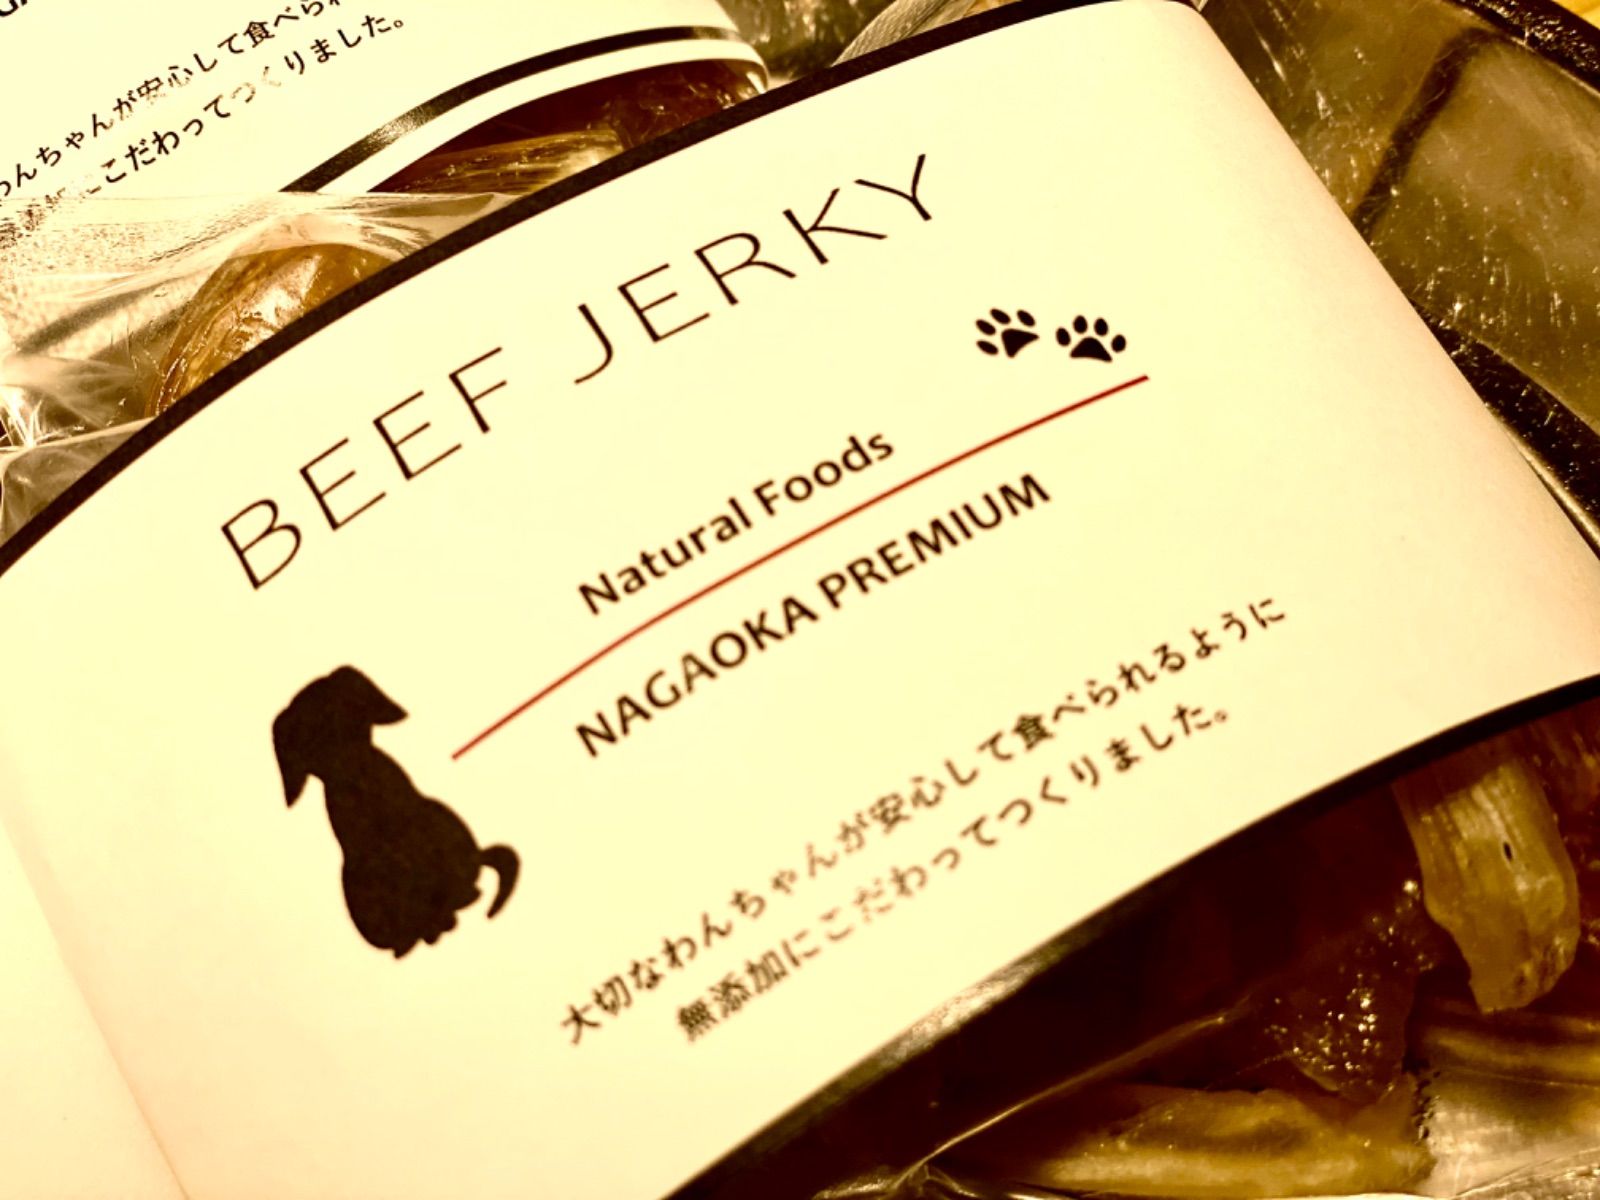 わんちゃんが安心して食べられ
にこだわってつくりました。
BEEF JERKY
Natural Foods
NAGAOKA PREMIUM
大切なわんちゃんが安心して食べられるように
無添加にこだわってつくりました。